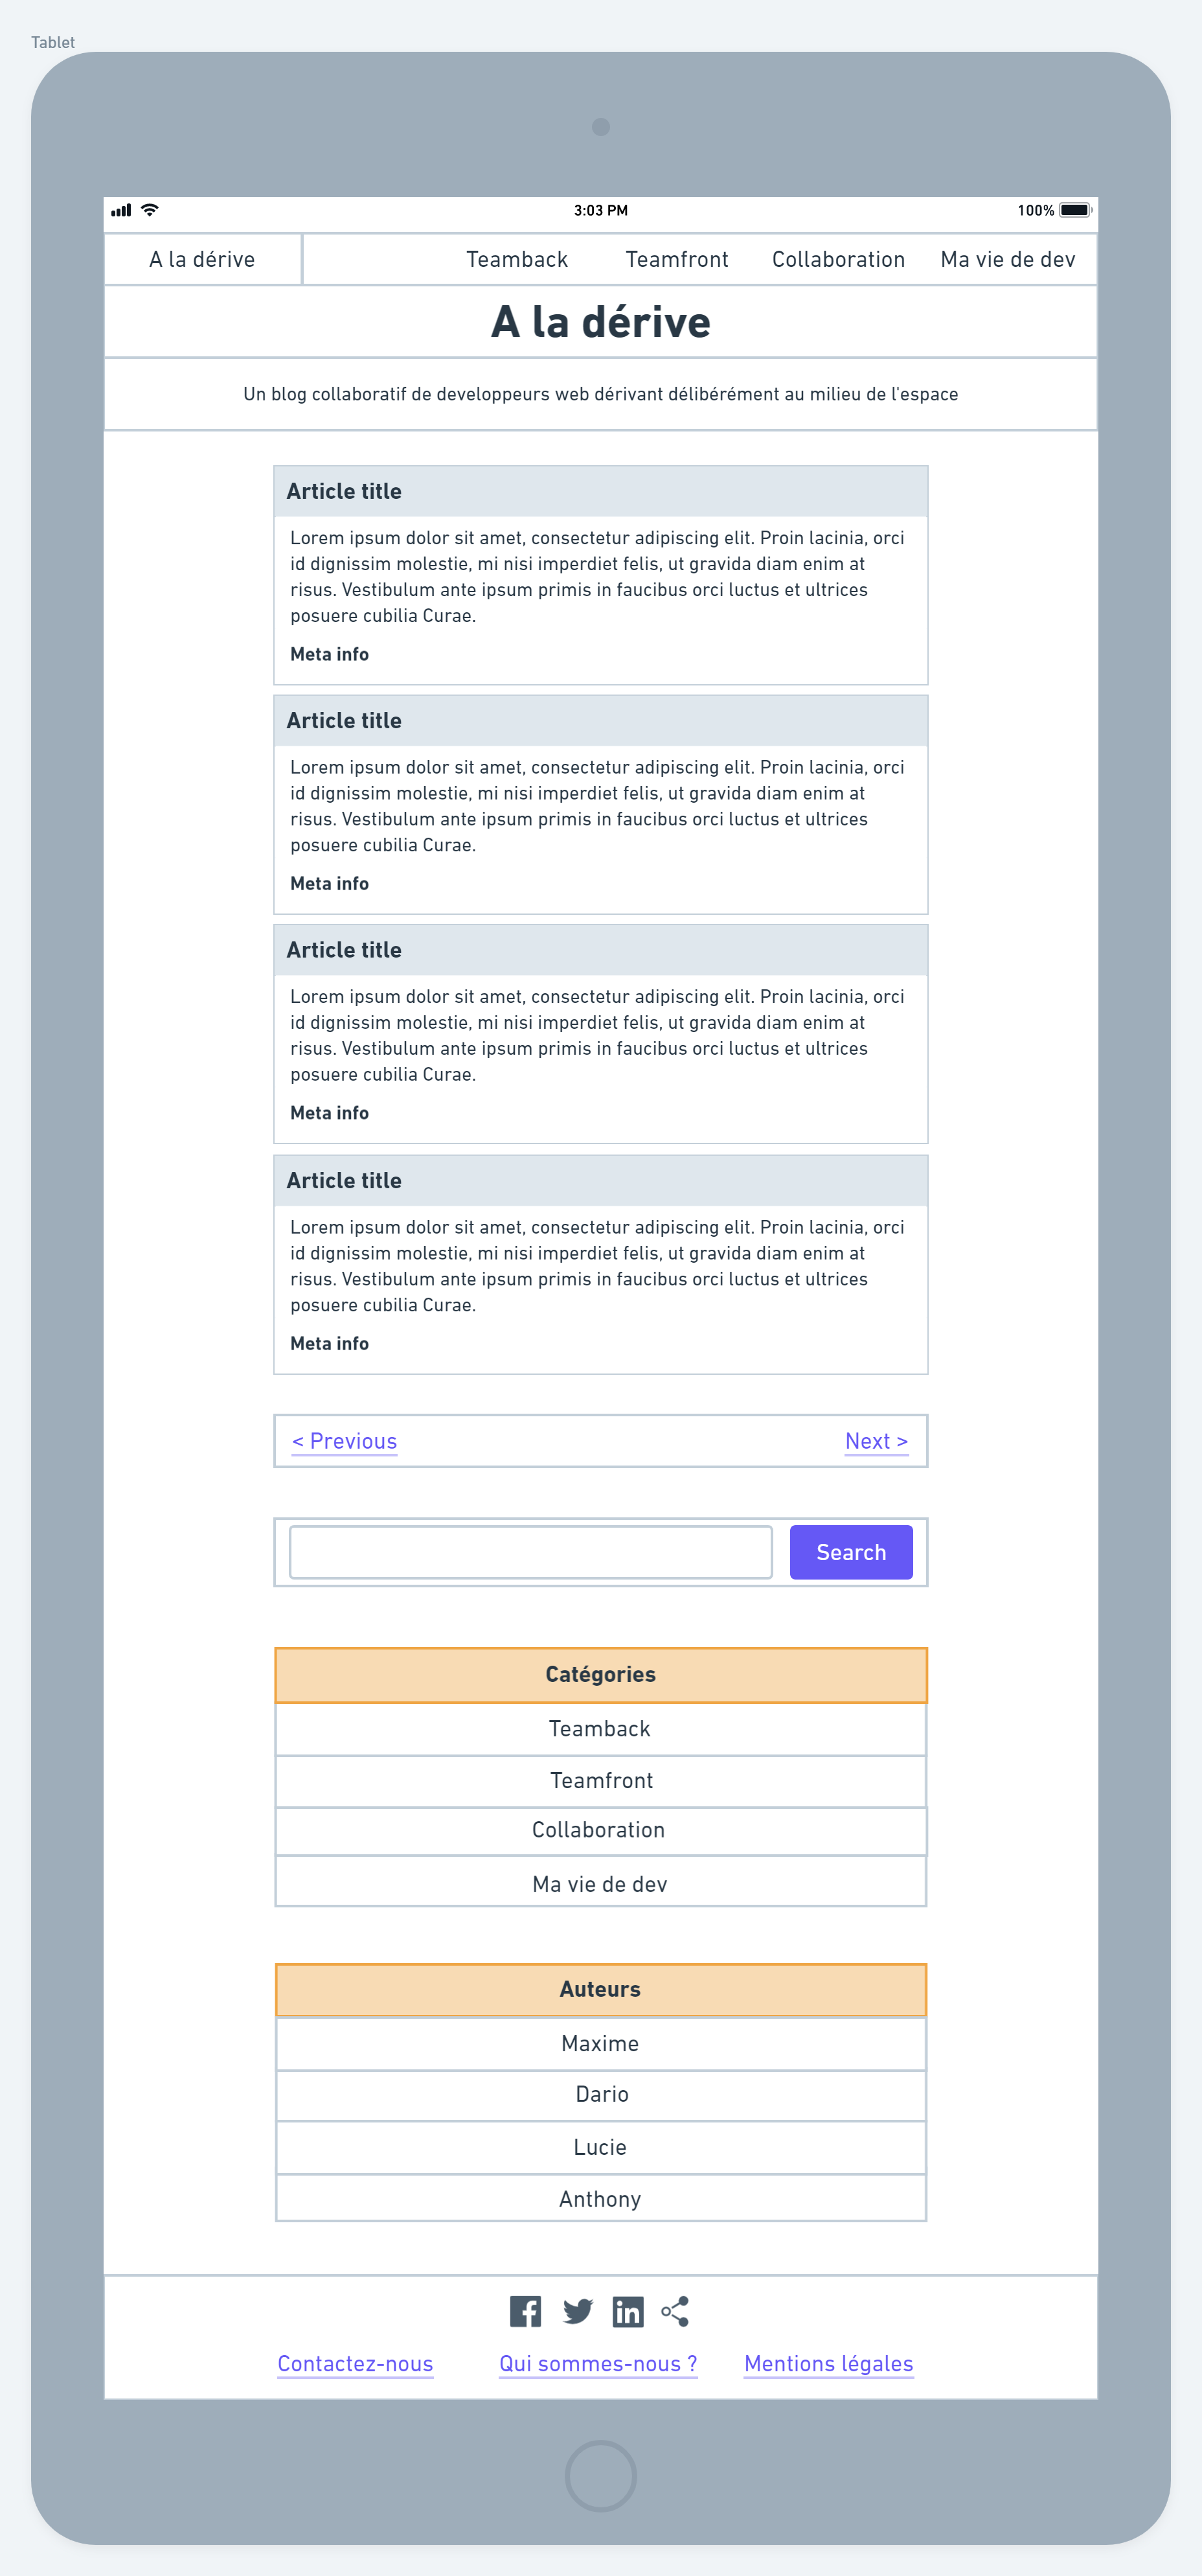 Tablet
3:03 PM
100%
A la dérive
Teamback
Teamfront
Collaboration
Ma vie de dev
A la dérive
Un blog collaboratif de developpeurs web dérivant délibérément au milieu de l'espace
Article title
Lorem ipsum dolor sit amet, consectetur adipiscing elit. Proin lacinia, orci
id dignissim molestie, mi nisi imperdiet felis, ut gravida diam enim at
risus. Vestibulum ante ipsum primis in faucibus orci luctus et ultrices
posuere cubilia Curae.
Meta info
Article title
Lorem ipsum dolor sit amet, consectetur adipiscing elit. Proin lacinia, orci
id dignissim molestie, mi nisi imperdiet felis, ut gravida diam enim at
risus. Vestibulum ante ipsum primis in faucibus orci luctus et ultrices
posuere cubilia Curae.
Meta info
Article title
Lorem ipsum dolor sit amet, consectetur adipiscing elit. Proin lacinia, orci
id dignissim molestie, mi nisi imperdiet felis, ut gravida diam enim at
risus. Vestibulum ante ipsum primis in faucibus orci luctus et ultrices
posuere cubilia Curae.
Meta info
Article title
Lorem ipsum dolor sit amet, consectetur adipiscing elit. Proin lacinia, orci
id dignissim molestie, mi nisi imperdiet felis, ut gravida diam enim at
risus. Vestibulum ante ipsum primis in faucibus orci luctus et ultrices
posuere cubilia Curae.
Meta info
< Previous
Next >
Search
Catégories
Teamback
Teamfront
Collaboration
Ma vie de dev
Auteurs
Maxime
Dario
Lucie
Anthony
Contactez-nous
Qui sommes-nous ?
Mentions légales